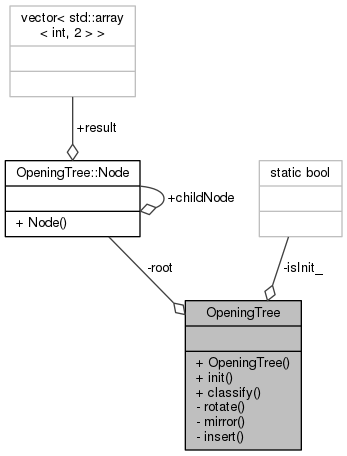 vector< std::array
< int, 2 > >
+result
OpeningTree::Node
+ Node()
+childNode
static bool
-root
-isInit_
OpeningTree
+ OpeningTree()
+ init()
+ classify()
- rotate()
- mirror()
- insert()